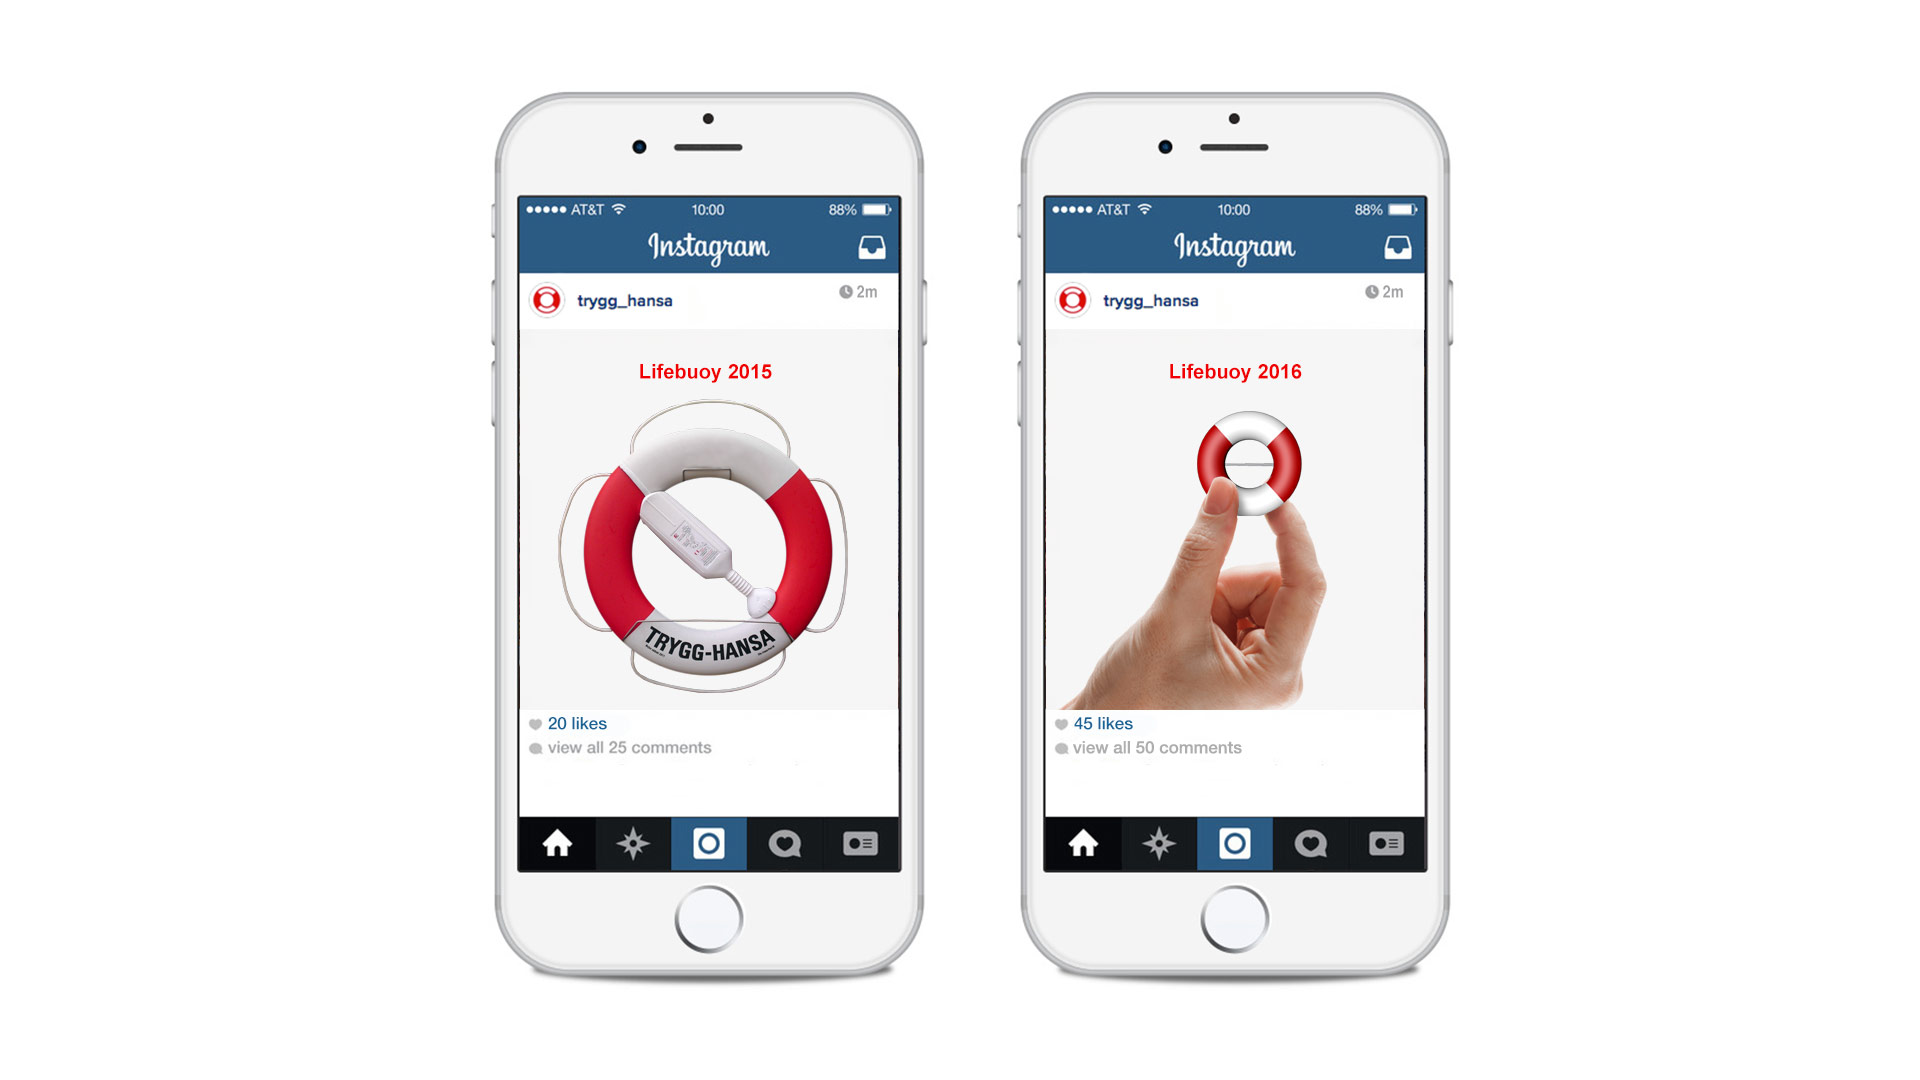 AT&T 10:00 88%
Instagram
trygg_hansa 2m
Lifebuoy 2015
TRYGG-HANSA
20 likes
view all 25 comments
AT&T 10:00 88%
Instagram
trygg_hansa 2m
Lifebuoy 2016
45 likes
view all 50 comments